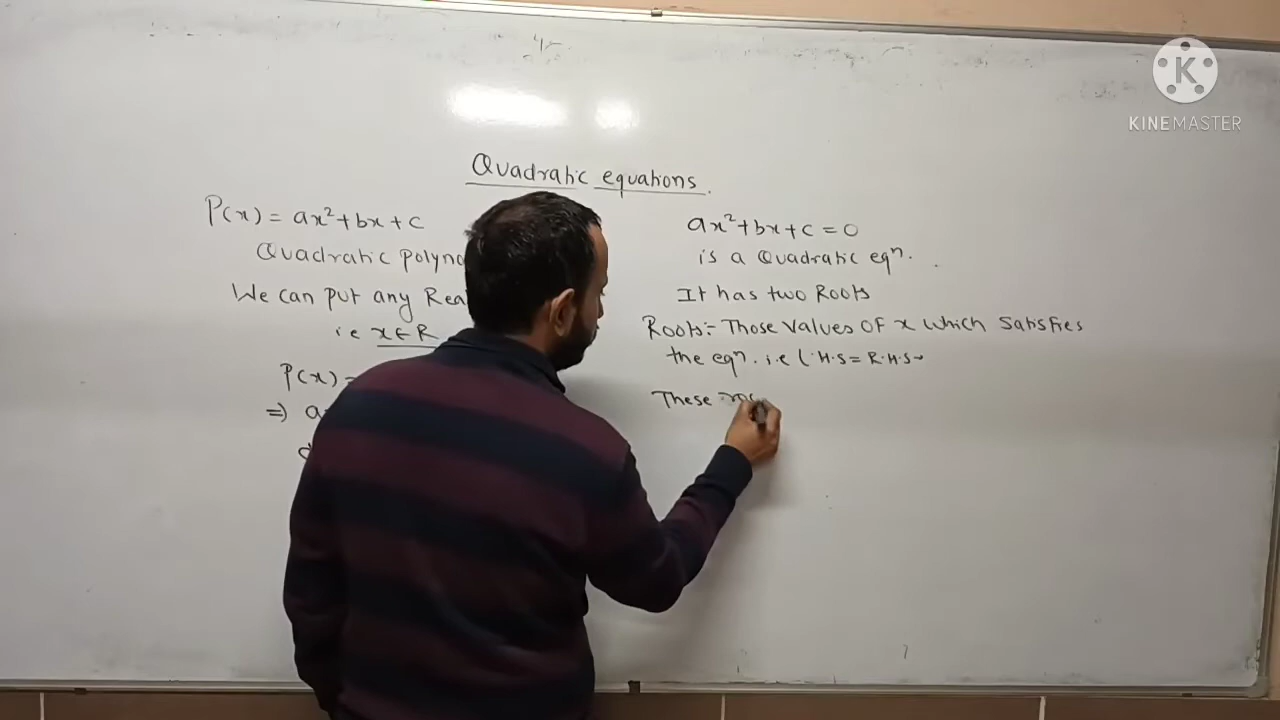 Quadratic equations.
P(x) = ax²+bx+c
Quadratic polyno
We can put any Rea
i.e x∈R
P(x) =
⇒ a
ax²+bx+c = 0
is a Quadratic eqⁿ.
It has two Roots
Roots:- Those Values OF x which Satisfies
the eqⁿ. i.e L.H.S = R.H.S
These
KINEMASTER